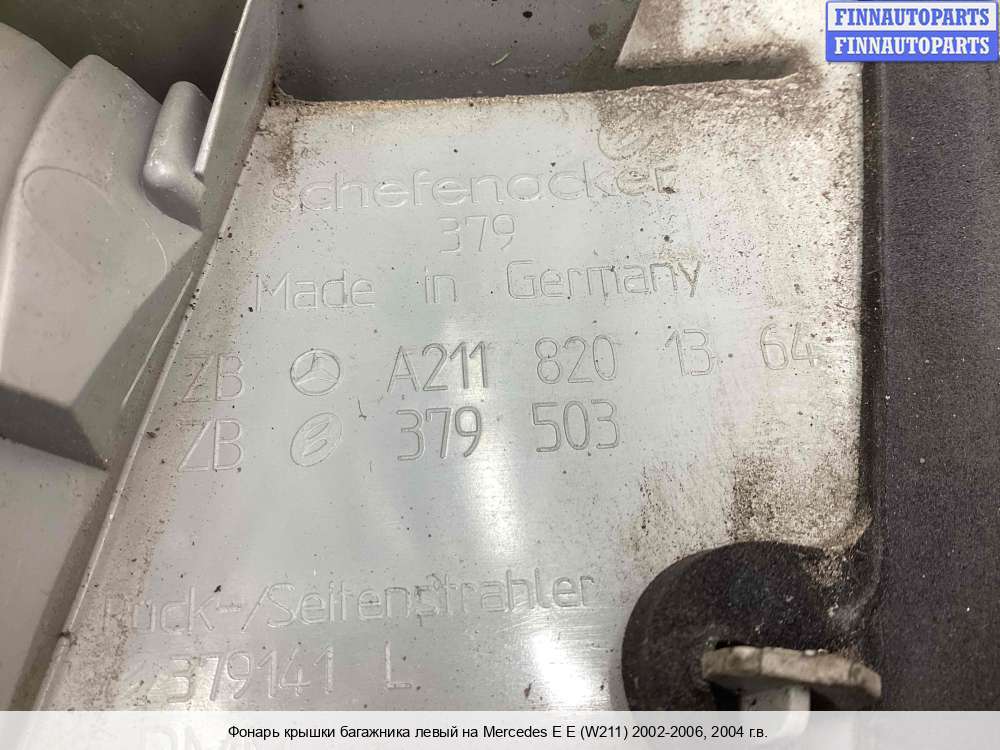 FINNAUTOPARTS
FINNAUTOPARTS
Schefenacker
379
Made in Germany
ZB A211 820 13 64
ZB 379 503
Rück-/Seitenstrahler
379141 L
Фонарь крышки багажника левый на Mercedes E E (W211) 2002-2006, 2004 г.в.